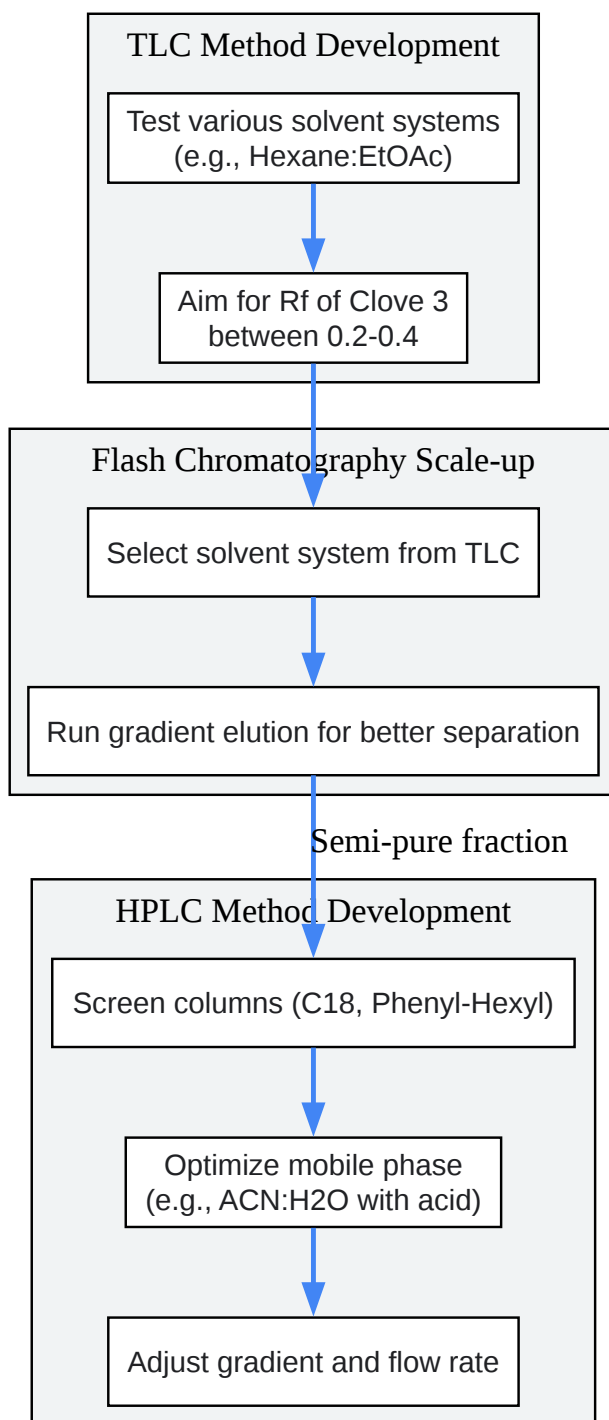 TLC Method Development
Test various solvent systems
(e.g., Hexane:EtOAc)
Aim for Rf of Clove 3
between 0.2-0.4
Flash Chromatography Scale-up
Select solvent system from TLC
Run gradient elution for better separation
Semi-pure fraction
HPLC Method Development
Screen columns (C18, Phenyl-Hexyl)
Optimize mobile phase
(e.g., ACN:H2O with acid)
Adjust gradient and flow rate